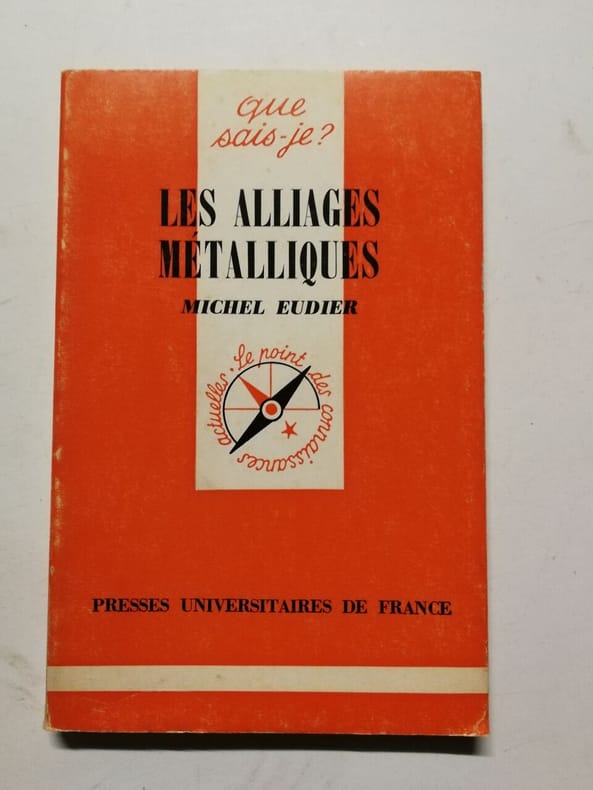 que
sais-je?
LES ALLIAGES
MÉTALLIQUES
MICHEL EUDIER
Le point des connaissances actuelles.
PRESSES UNIVERSITAIRES DE FRANCE